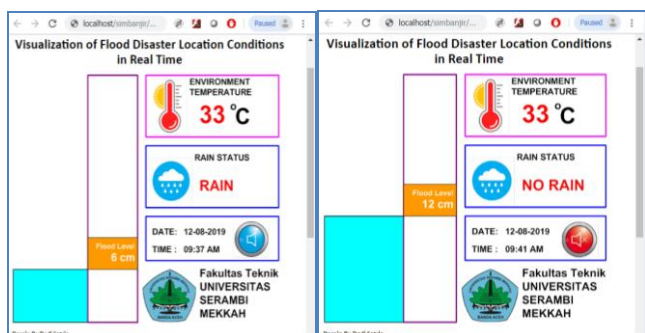 localhost/simbanjir/...
Paused
Visualization of Flood Disaster Location Conditions
in Real Time
ENVIRONMENT
TEMPERATURE
33 °C
RAIN STATUS
RAIN
Flood Level
6 cm
DATE: 12-08-2019
TIME : 09:37 AM
Fakultas Teknik
UNIVERSITAS
SERAMBI
MEKKAH
localhost/simbanjir/...
Paused
Visualization of Flood Disaster Location Conditions
in Real Time
ENVIRONMENT
TEMPERATURE
33 °C
RAIN STATUS
NO RAIN
Flood Level
12 cm
DATE: 12-08-2019
TIME : 09:41 AM
Fakultas Teknik
UNIVERSITAS
SERAMBI
MEKKAH